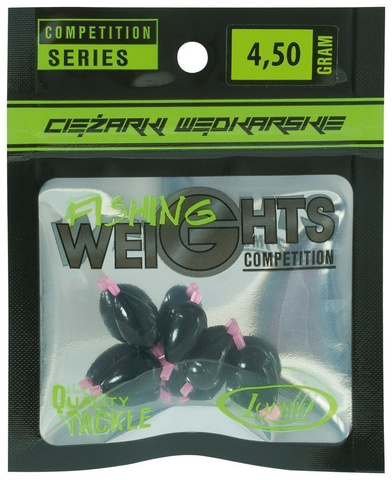 COMPETITION
SERIES
4,50
GRAM
CIĘŻARKI WĘDKARSKIE
FISHING
WEIGHTS
COMPETITION
QUALITY
TACKLE